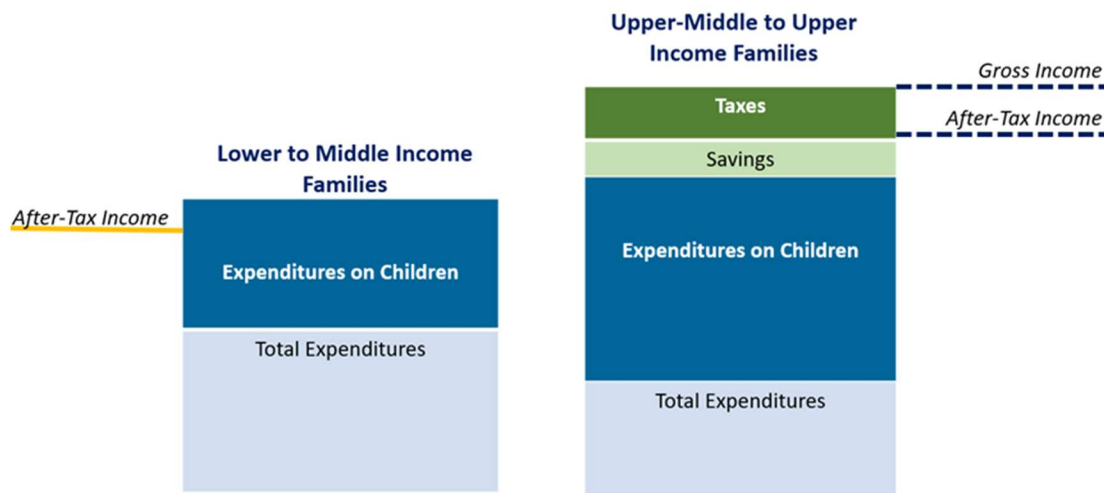 Lower to Middle Income
Families
After-Tax Income
Expenditures on Children
Total Expenditures
Upper-Middle to Upper
Income Families
Gross Income
Taxes
After-Tax Income
Savings
Expenditures on Children
Total Expenditures